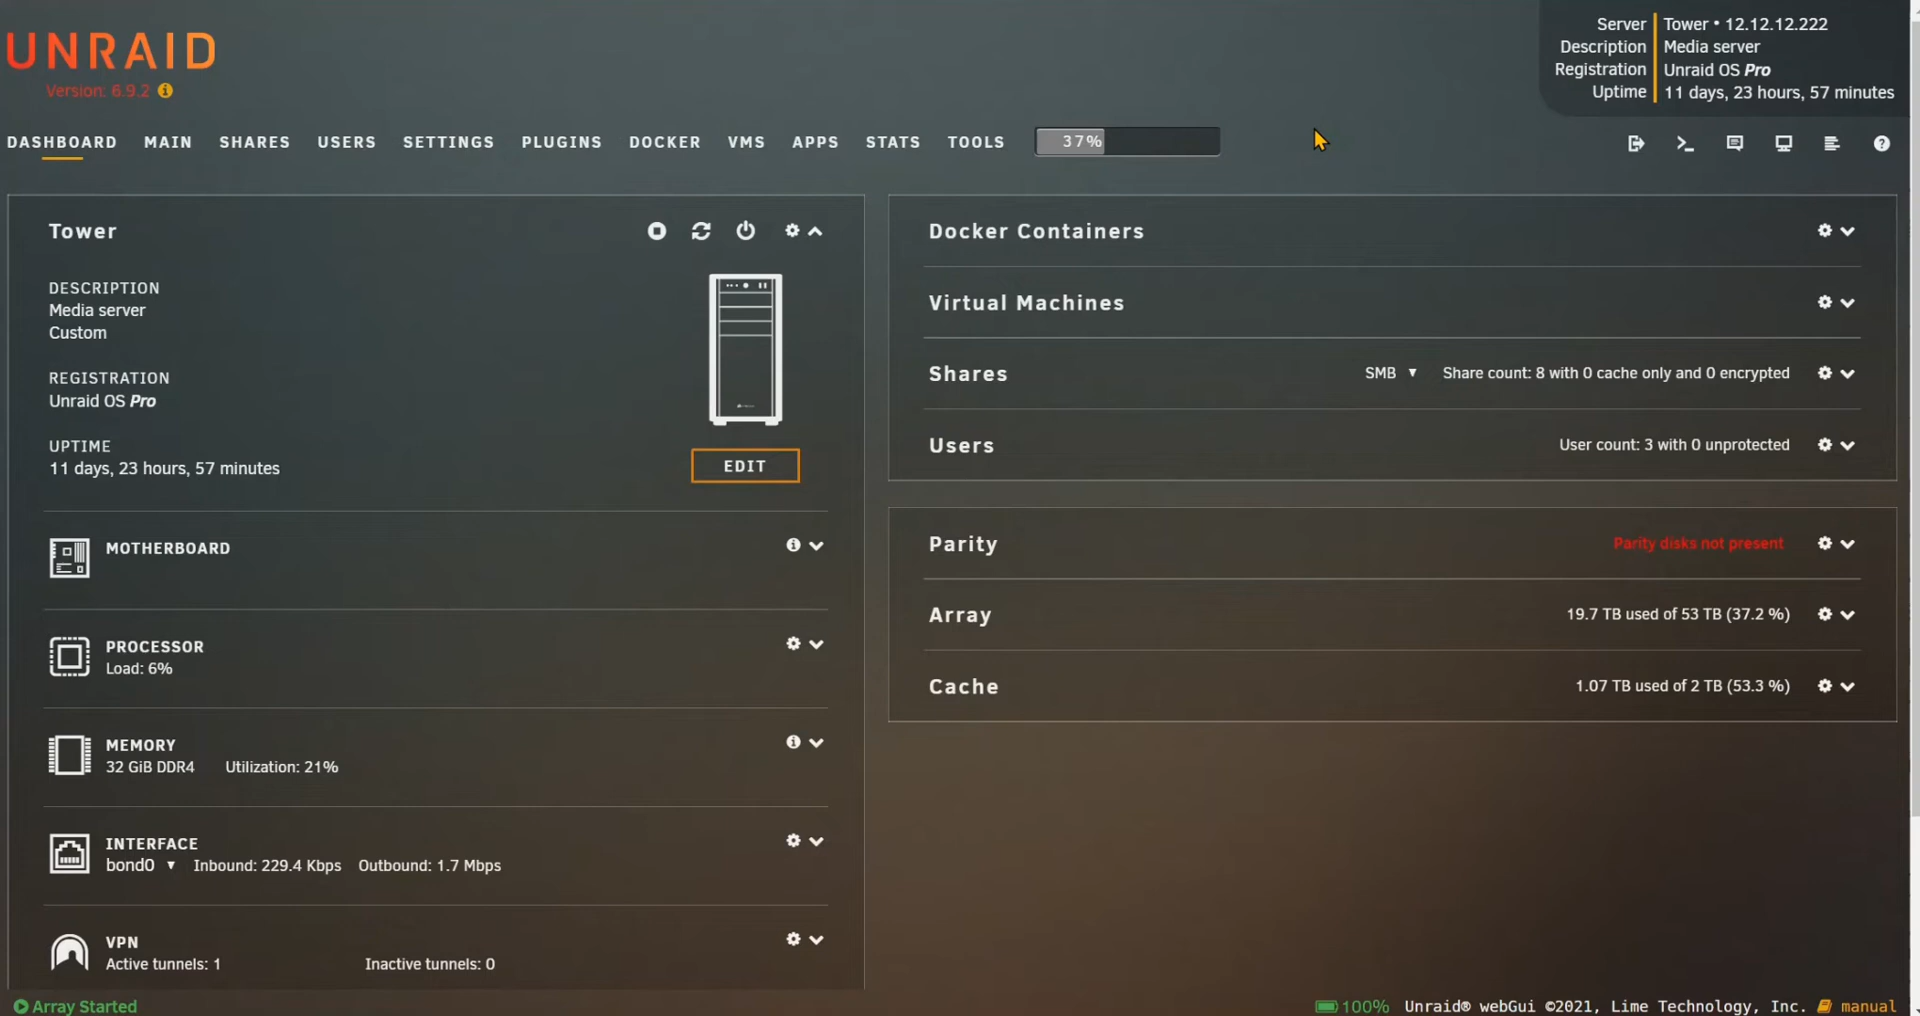 UNRAID
Version: 6.9.2
Server Tower • 12.12.12.222
Description Media server
Registration Unraid OS Pro
Uptime 11 days, 23 hours, 57 minutes
DASHBOARD MAIN SHARES USERS SETTINGS PLUGINS DOCKER VMS APPS STATS TOOLS 37%
Tower
DESCRIPTION
Media server
Custom
REGISTRATION
Unraid OS Pro
UPTIME
11 days, 23 hours, 57 minutes
EDIT
MOTHERBOARD
PROCESSOR
Load: 6%
MEMORY
32 GiB DDR4 Utilization: 21%
INTERFACE
bond0 Inbound: 229.4 Kbps Outbound: 1.7 Mbps
VPN
Active tunnels: 1 Inactive tunnels: 0
Docker Containers
Virtual Machines
Shares SMB Share count: 8 with 0 cache only and 0 encrypted
Users User count: 3 with 0 unprotected
Parity Parity disks not present
Array 19.7 TB used of 53 TB (37.2 %)
Cache 1.07 TB used of 2 TB (53.3 %)
Array Started
100% Unraid® webGui ©2021, Lime Technology, Inc. manual